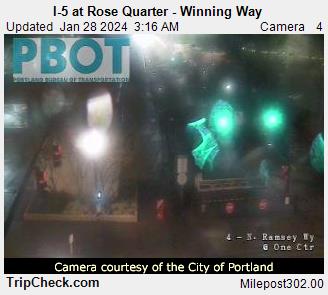 I-5 at Rose Quarter - Winning Way
Updated Jan 28 2024 3:16 AM Camera 4
PBOT
PORTLAND BUREAU OF TRANSPORTATION
4 - N. Ramsey Wy
@ One Ctr
Camera courtesy of the City of Portland
TripCheck.com Milepost302.00